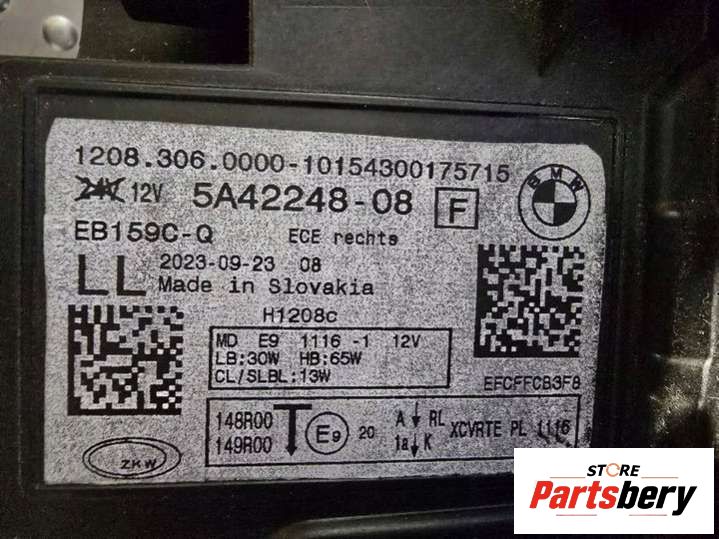 1208.306.0000-10154300175715
24V 12V 5A42248-08 F
BMW
EB159C-Q ECE rechts
LL 2023-09-23 08
Made in Slovakia
H1208c
MD E9 1116 -1 12V
LB:30W HB:65W
CL/SLBL:13W
EFCFFCB3F8
148R00
149R00
E9 20
A RL
1a K
XCVRTE PL 1116
ZKW
STORE
Partsbery